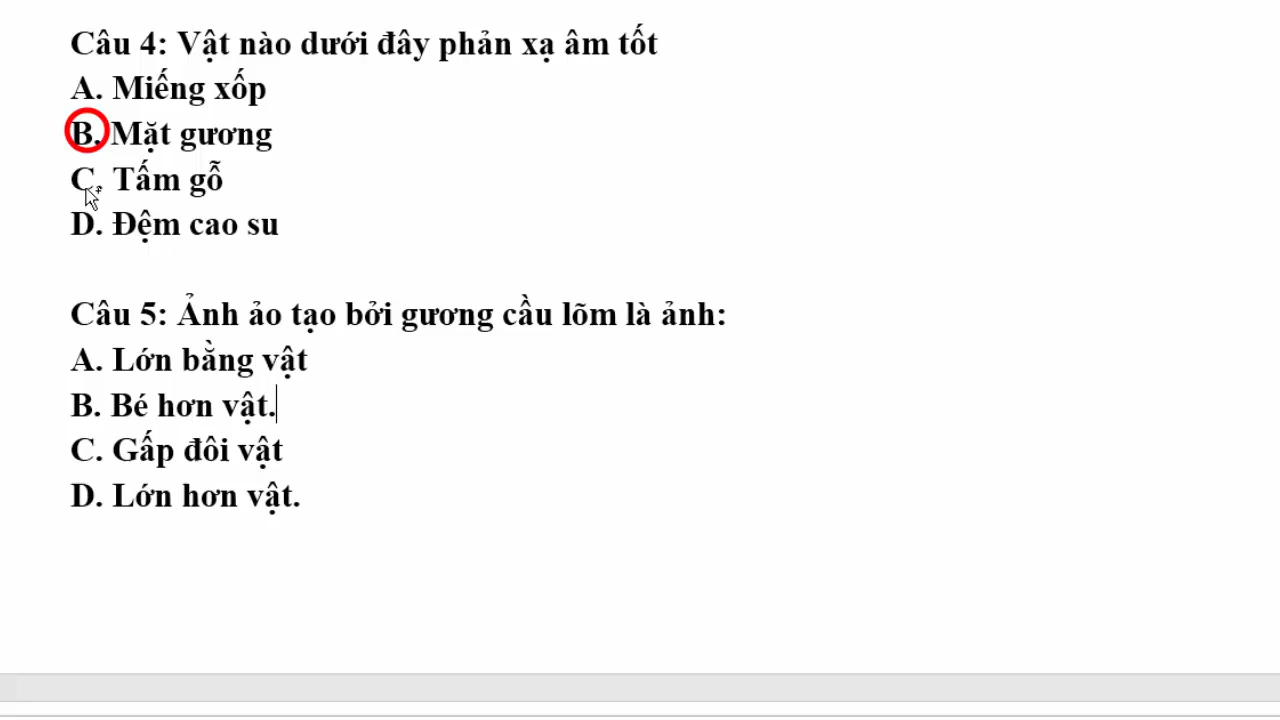 Câu 4: Vật nào dưới đây phản xạ âm tốt
A. Miếng xốp
B. Mặt gương
C. Tấm gỗ
D. Đệm cao su
Câu 5: Ảnh ảo tạo bởi gương cầu lõm là ảnh:
A. Lớn bằng vật
B. Bé hơn vật.
C. Gấp đôi vật
D. Lớn hơn vật.